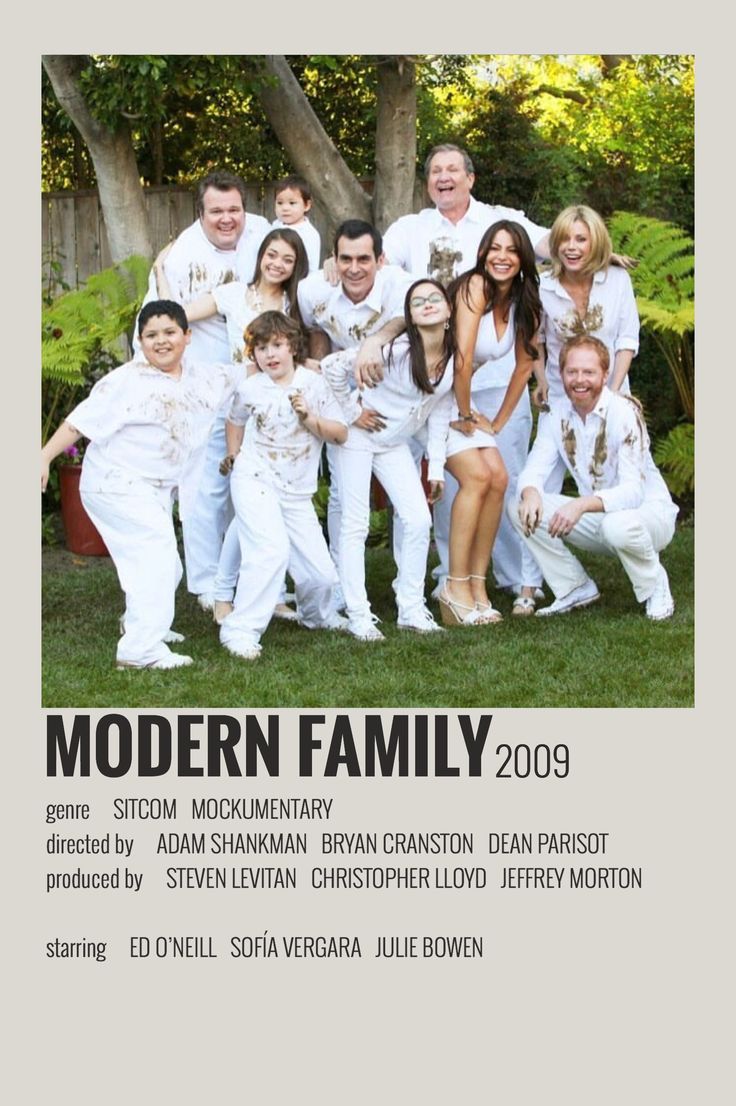 MODERN FAMILY 2009
genre SITCOM MOCKUMENTARY
directed by ADAM SHANKMAN BRYAN CRANSTON DEAN PARISOT
produced by STEVEN LEVITAN CHRISTOPHER LLOYD JEFFREY MORTON
starring ED O’NEILL SOFÍA VERGARA JULIE BOWEN